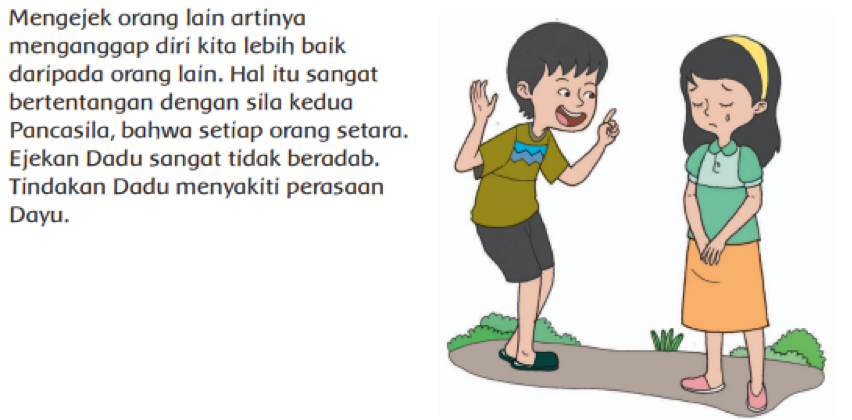 Mengejek orang lain artinya
menganggap diri kita lebih baik
daripada orang lain. Hal itu sangat
bertentangan dengan sila kedua
Pancasila, bahwa setiap orang setara.
Ejekan Dadu sangat tidak beradab.
Tindakan Dadu menyakiti perasaan
Dayu.